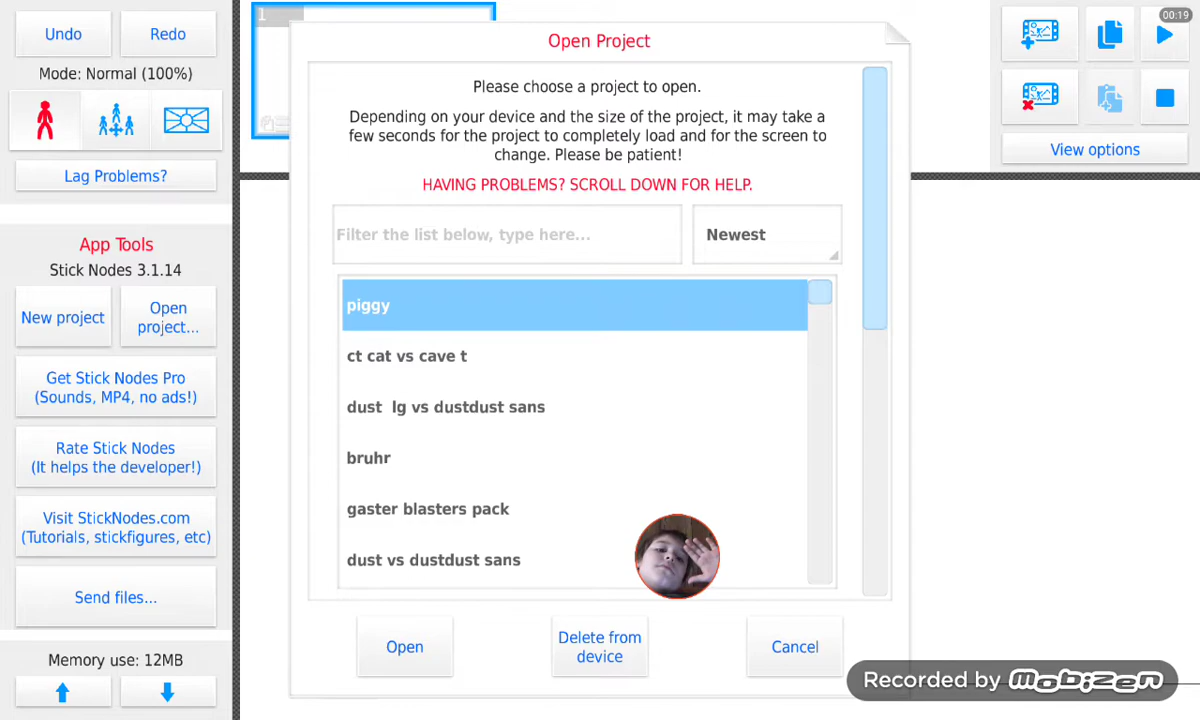 Undo
Redo
Mode: Normal (100%)
Lag Problems?
App Tools
Stick Nodes 3.1.14
New project
Open
project...
Get Stick Nodes Pro
(Sounds, MP4, no ads!)
Rate Stick Nodes
(It helps the developer!)
Visit StickNodes.com
(Tutorials, stickfigures, etc)
Send files...
Memory use: 12MB
1
Open Project
Please choose a project to open.
Depending on your device and the size of the project, it may take a
few seconds for the project to completely load and for the screen to
change. Please be patient!
HAVING PROBLEMS? SCROLL DOWN FOR HELP.
Filter the list below, type here...
Newest
piggy
ct cat vs cave t
dust  lg vs dustdust sans
bruhr
gaster blasters pack
dust vs dustdust sans
Open
Delete from
device
Cancel
00:19
View options
Recorded by mobizen